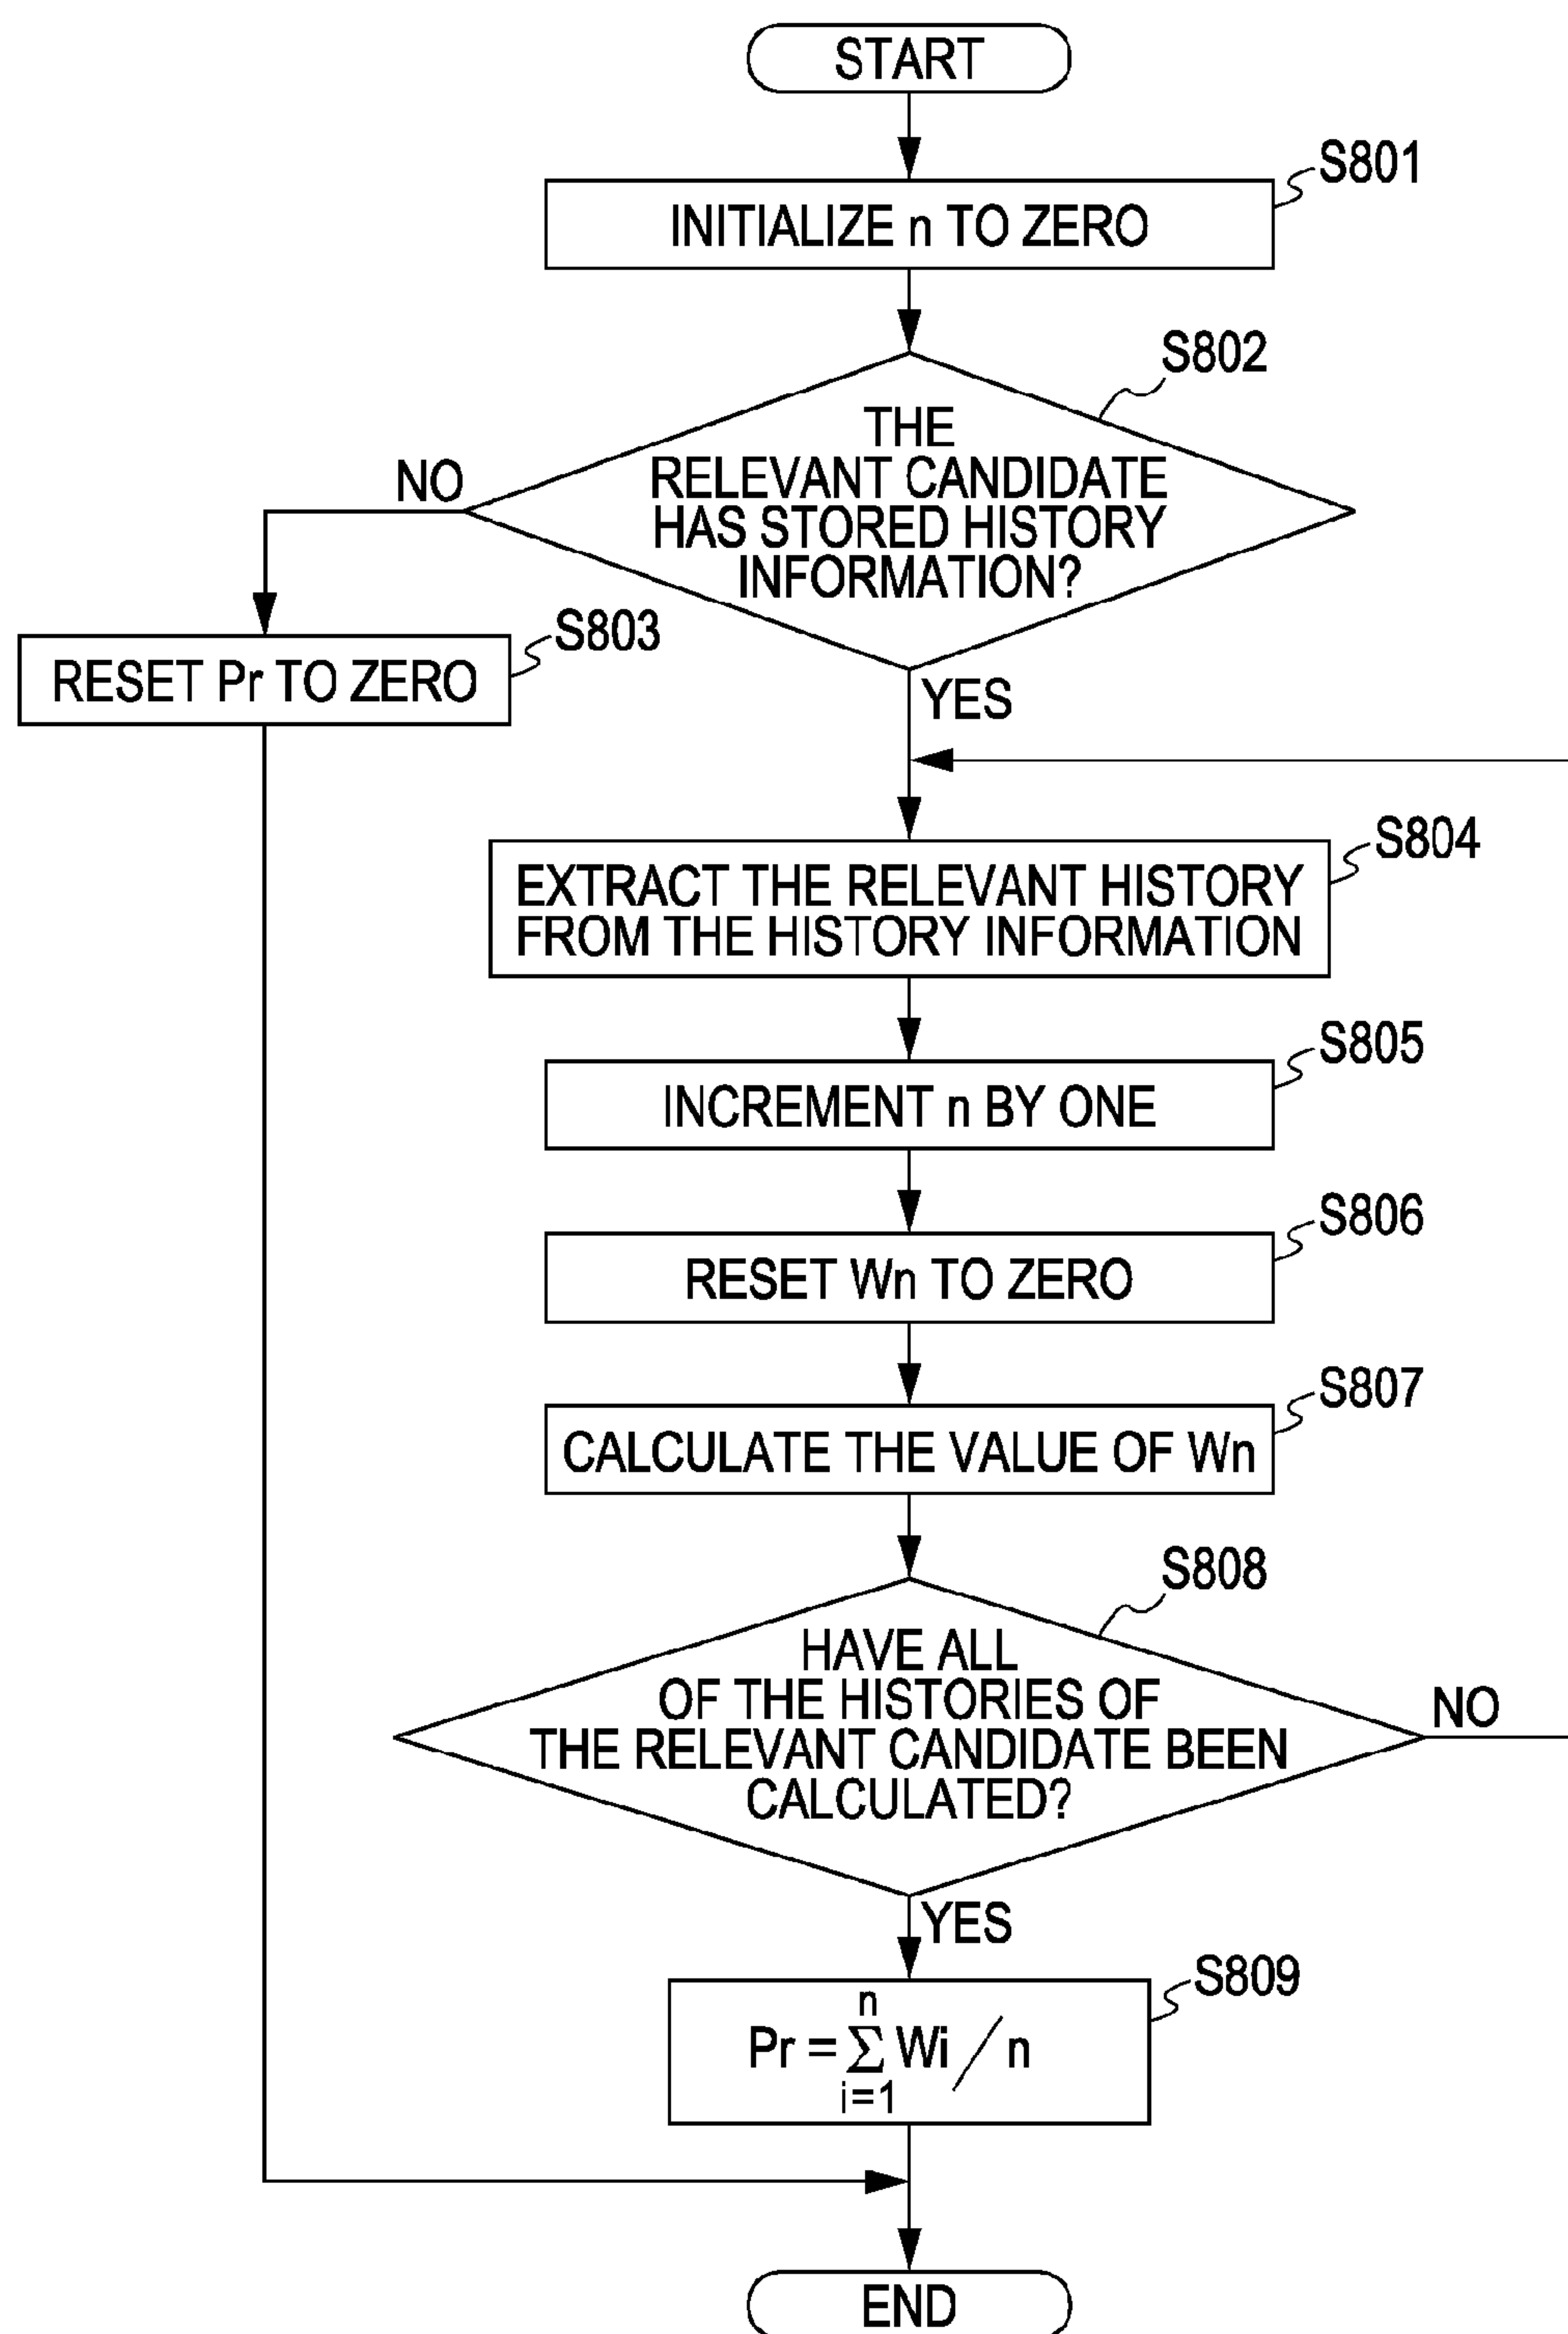 START
S801
INITIALIZE n TO ZERO
S802
THE
RELEVANT CANDIDATE
HAS STORED HISTORY
INFORMATION?
NO
S803
RESET Pr TO ZERO
YES
S804
EXTRACT THE RELEVANT HISTORY
FROM THE HISTORY INFORMATION
S805
INCREMENT n BY ONE
S806
RESET Wn TO ZERO
S807
CALCULATE THE VALUE OF Wn
S808
HAVE ALL
OF THE HISTORIES OF
THE RELEVANT CANDIDATE BEEN
CALCULATED?
NO
YES
S809
n
Pr = Σ Wi / n
i=1
END